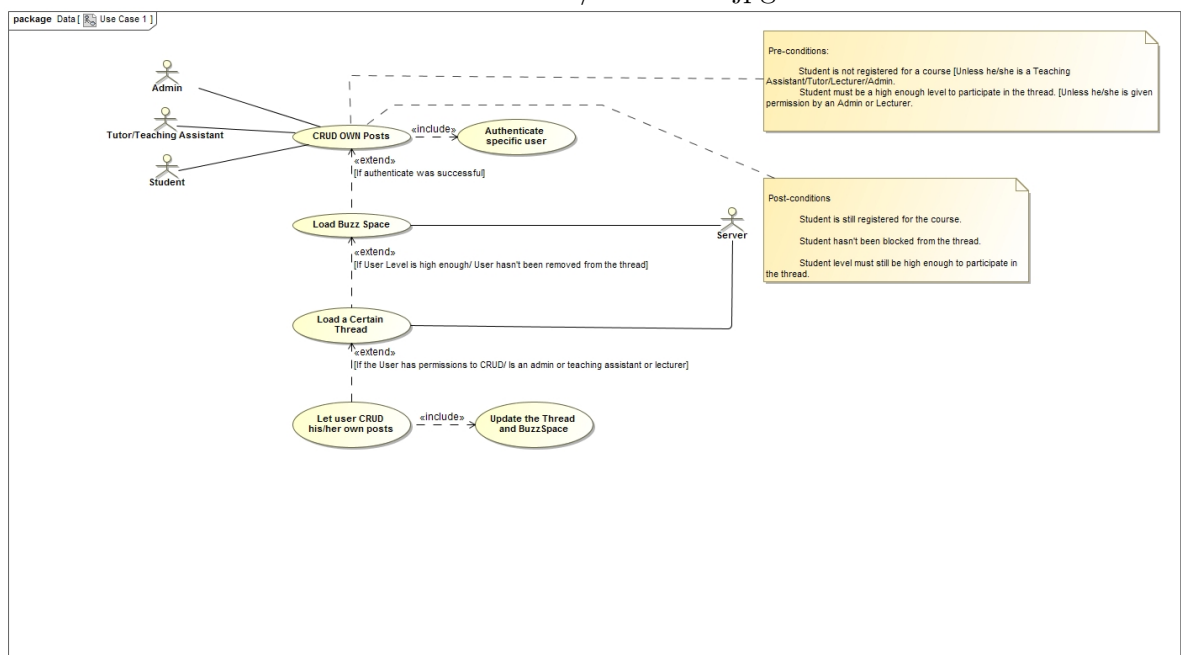 package Data [ Use Case 1 ]
Pre-conditions:
Student is not registered for a course [Unless he/she is a Teaching
Assistant/Tutor/Lecturer/Admin.
Student must be a high enough level to participate in the thread. [Unless he/she is given
permission by an Admin or Lecturer.
Admin
Tutor/Teaching Assistant
Student
CRUD OWN Posts
«include»
Authenticate
specific user
«extend»
[If authenticate was successful]
Post-conditions
Student is still registered for the course.
Student hasn't been blocked from the thread.
Student level must still be high enough to participate in
the thread.
Load Buzz Space
Server
«extend»
[If User Level is high enough/ User hasn't been removed from the thread]
Load a Certain
Thread
«extend»
[If the User has permissions to CRUD/ Is an admin or teaching assistant or lecturer]
Let user CRUD
his/her own posts
«include»
Update the Thread
and BuzzSpace